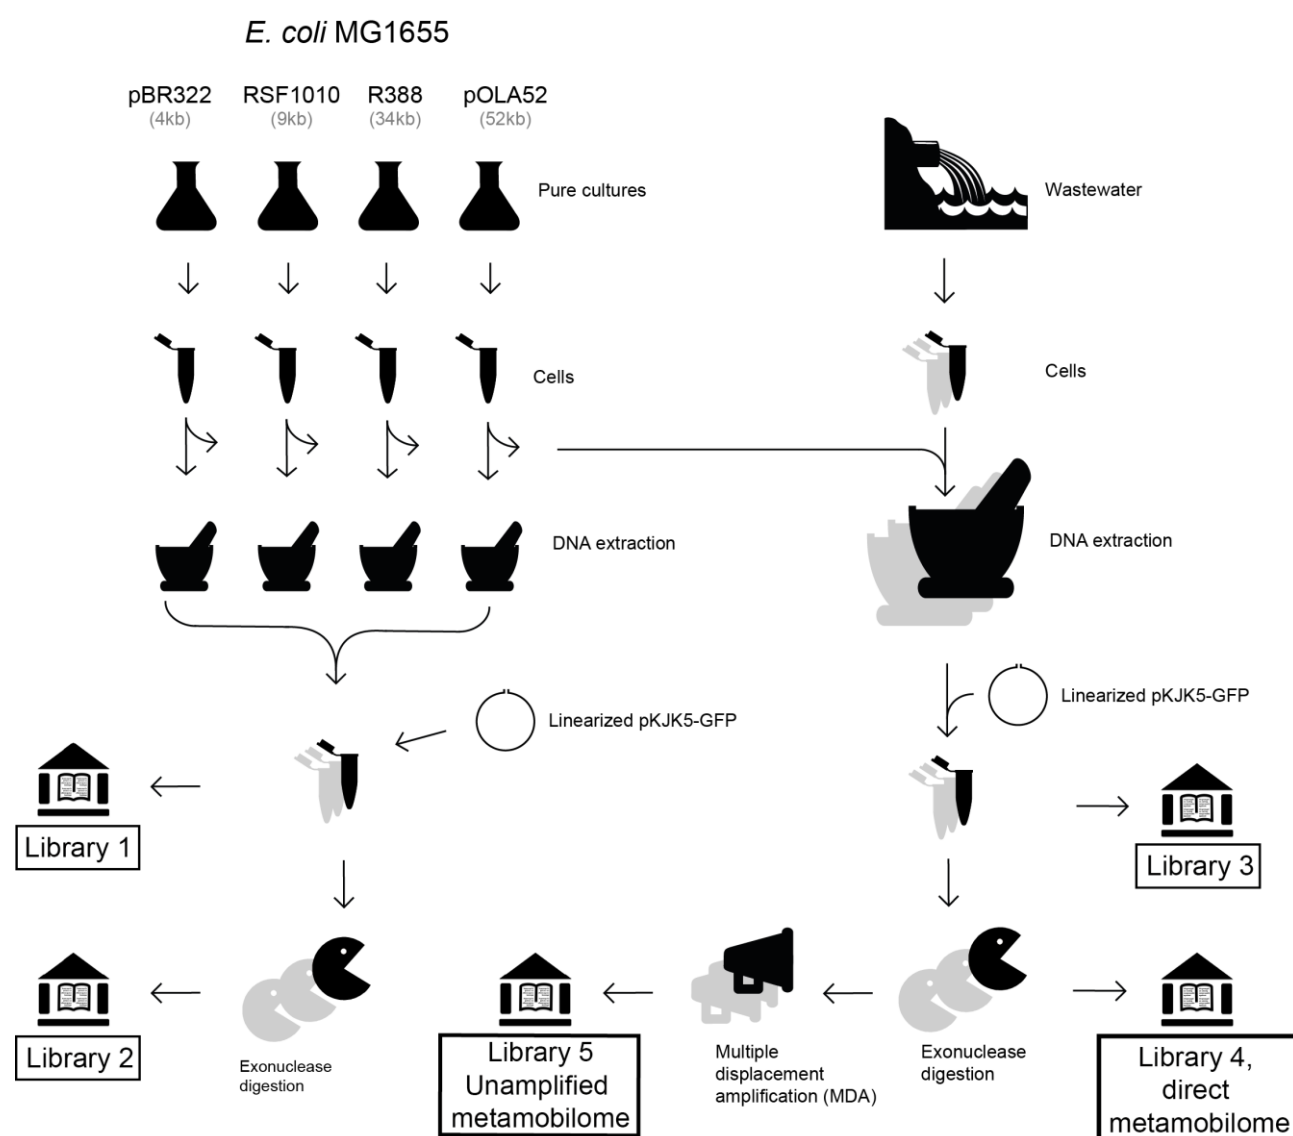 E. coli MG1655
pBR322 RSF1010 R388 pOLA52
(4kb) (9kb) (34kb) (52kb)
Pure cultures
Wastewater
Cells
Cells
DNA extraction
DNA extraction
Linearized pKJK5-GFP
Linearized pKJK5-GFP
Library 1
Library 3
Library 2
Exonuclease
digestion
Library 5
Unamplified
metamobilome
Multiple
displacement
amplification (MDA)
Exonuclease
digestion
Library 4,
direct
metamobilome